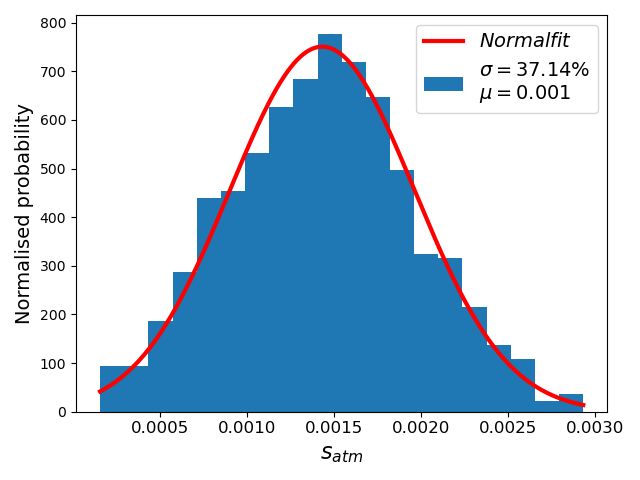 800
700
600
500
400
300
200
100
0
Normalised probability
Normalfit
σ = 37.14%
μ = 0.001
0.0005 0.0010 0.0015 0.0020 0.0025 0.0030
s_{atm}